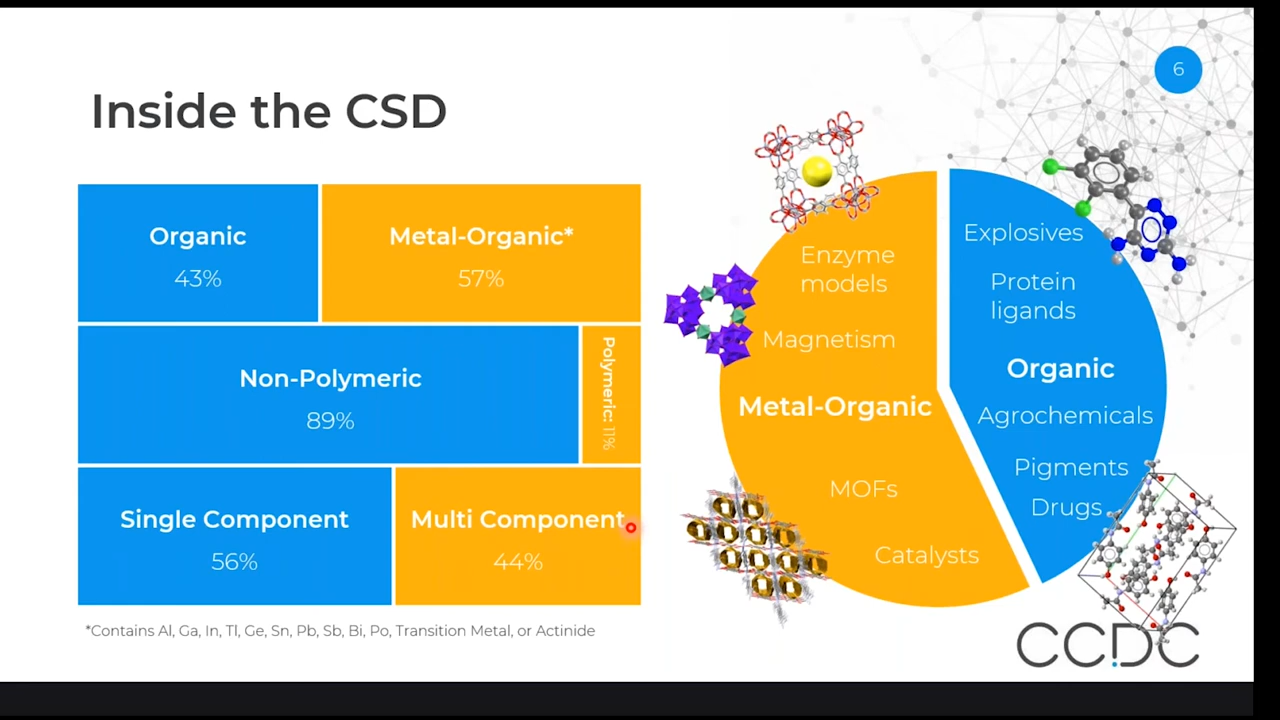 6
Inside the CSD
Organic
43%
Metal-Organic*
57%
Non-Polymeric
89%
Polymeric: 11%
Single Component
56%
Multi Component
44%
*Contains Al, Ga, In, Tl, Ge, Sn, Pb, Sb, Bi, Po, Transition Metal, or Actinide
Enzyme
models
Magnetism
Metal-Organic
MOFs
Catalysts
Explosives
Protein
ligands
Organic
Agrochemicals
Pigments
Drugs
CCDC